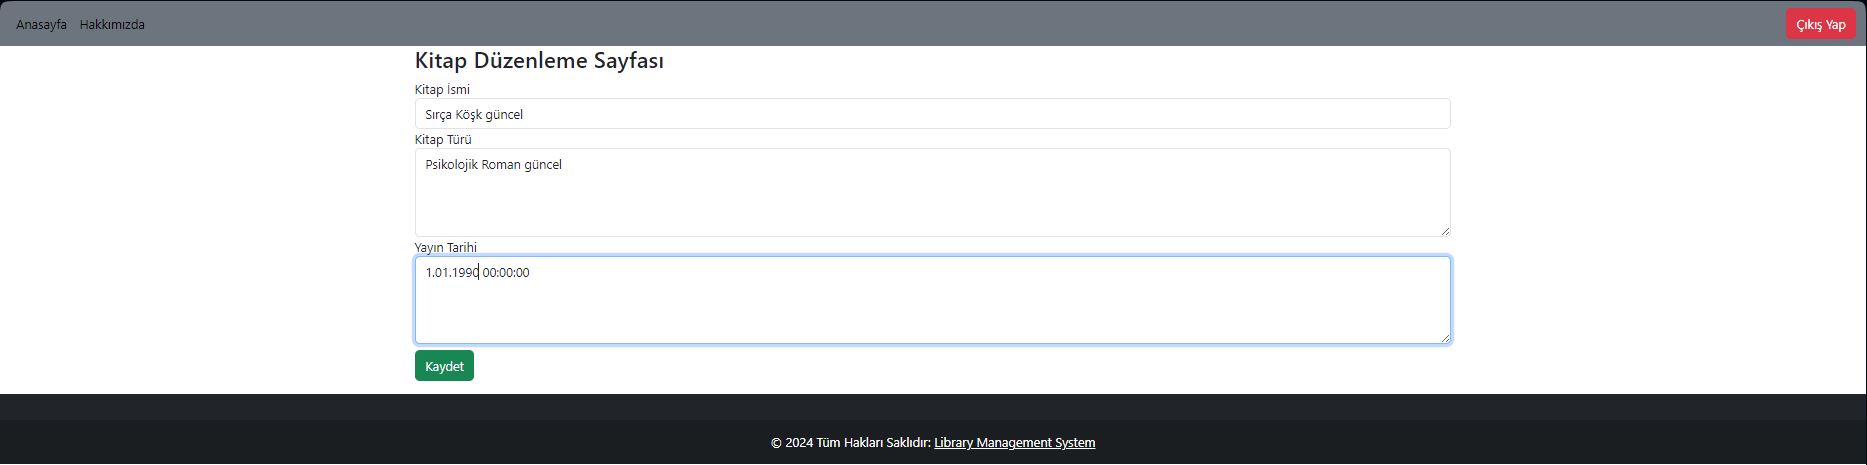 Anasayfa Hakkımızda Çıkış Yap
Kitap Düzenleme Sayfası
Kitap İsmi
Sırça Köşk güncel
Kitap Türü
Psikolojik Roman güncel
Yayın Tarihi
1.01.1990 00:00:00
Kaydet
© 2024 Tüm Hakları Saklıdır: Library Management System